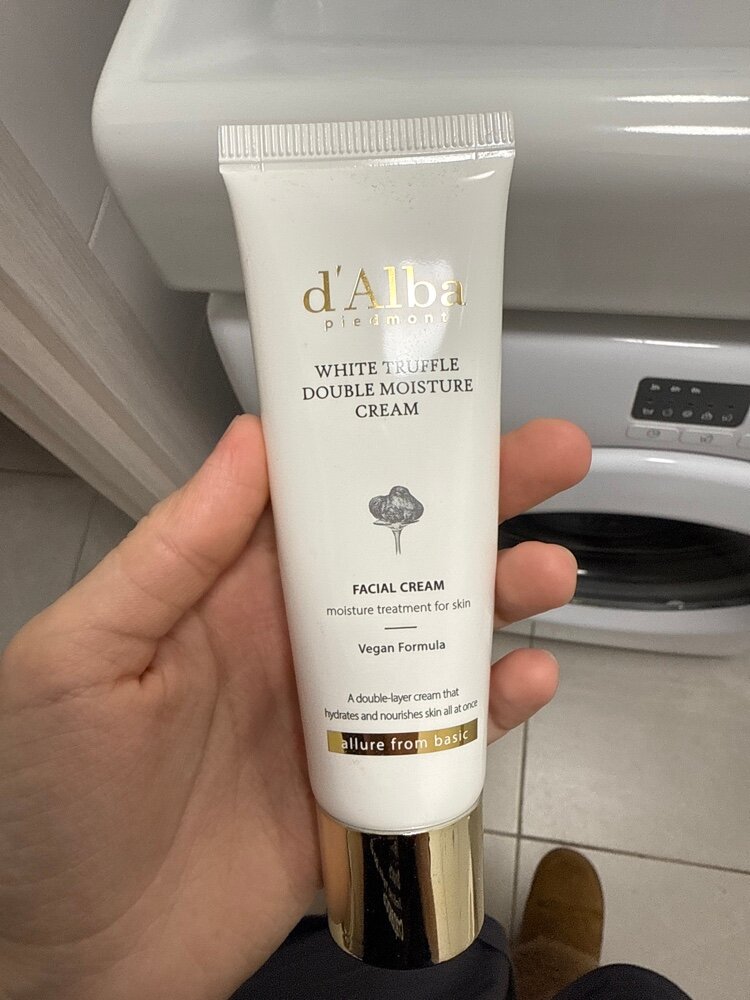 d'Alba
piedmont
WHITE TRUFFLE
DOUBLE MOISTURE
CREAM
FACIAL CREAM
moisture treatment for skin
Vegan Formula
A double-layer cream that
hydrates and nourishes skin all at once
allure from basic